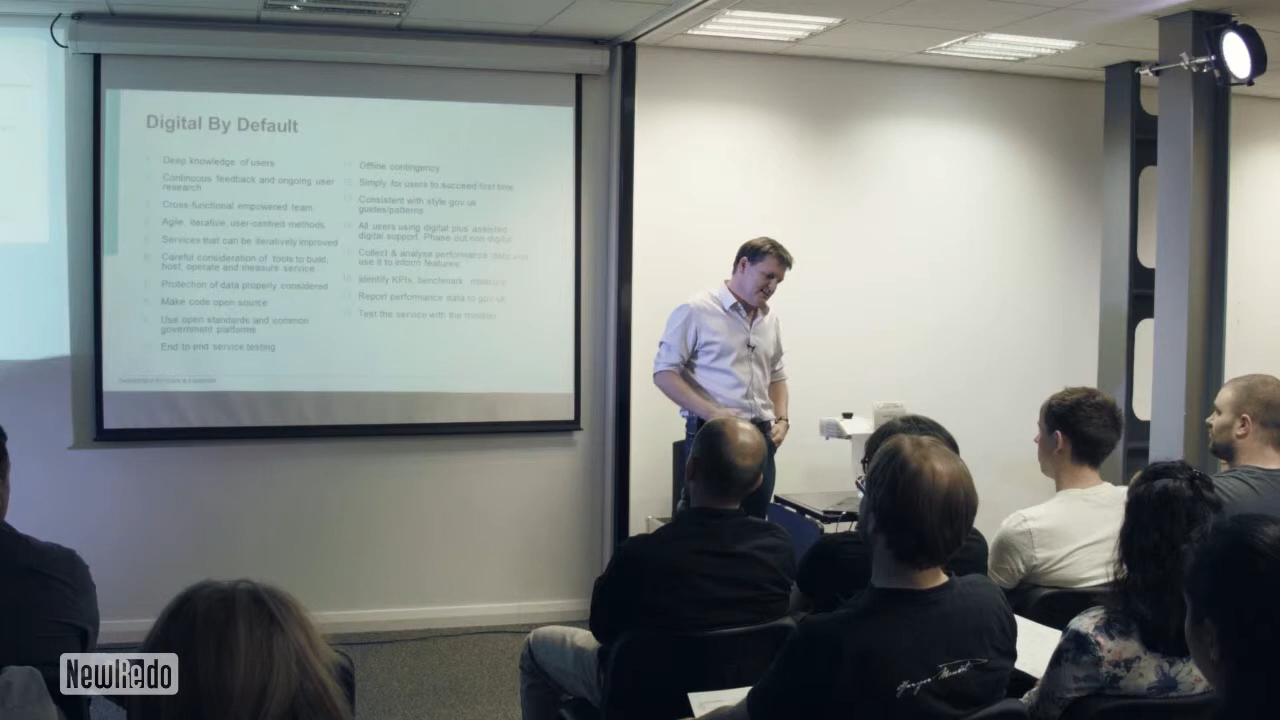 Digital By Default
Deep knowledge of users
Continuous feedback and ongoing user
research
Cross-functional empowered team
Agile, iterative, user-centred methods
Services that can be iteratively improved
Careful consideration of tools to build,
host, operate and measure service
Protection of data properly considered
Make code open source
Use open standards and common
government platforms
End to end service testing
Offline contingency
Simply for users to succeed first time
Consistent with style gov.uk
guides/patterns
All users using digital plus assisted
digital support. Phase out non digital
Collect & analyse performance data and
use it to inform features
Identify KPIs, benchmark, measure
Report performance data to gov.uk
Test the service with the minister
NewRedo